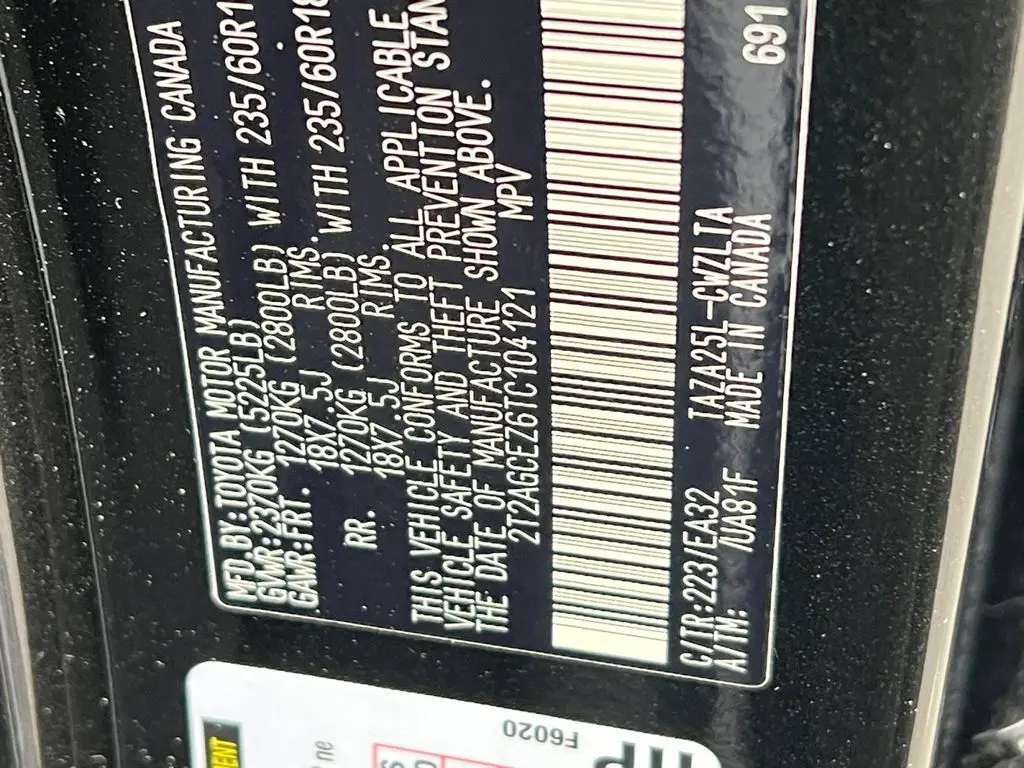 MFD.BY:TOYOTA MOTOR MANUFACTURING CANADA
GVWR:2370KG (5225LB)
GAWR:FRT. 1270KG (2800LB) WITH 235/60R1
18X7.5J RIMS.
RR. 1270KG (2800LB) WITH 235/60R18
18X7.5J RIMS.
THIS VEHICLE CONFORMS TO ALL APPLICABLE
VEHICLE SAFETY AND THEFT PREVENTION STAN
THE DATE OF MANUFACTURE SHOWN ABOVE.
2T2AGCEZ6TC104121 MPV
C/TR:223/EA32 TAZA25L-CWZLTA 691
A/TM: /UA81F MADE IN CANADA
F6020